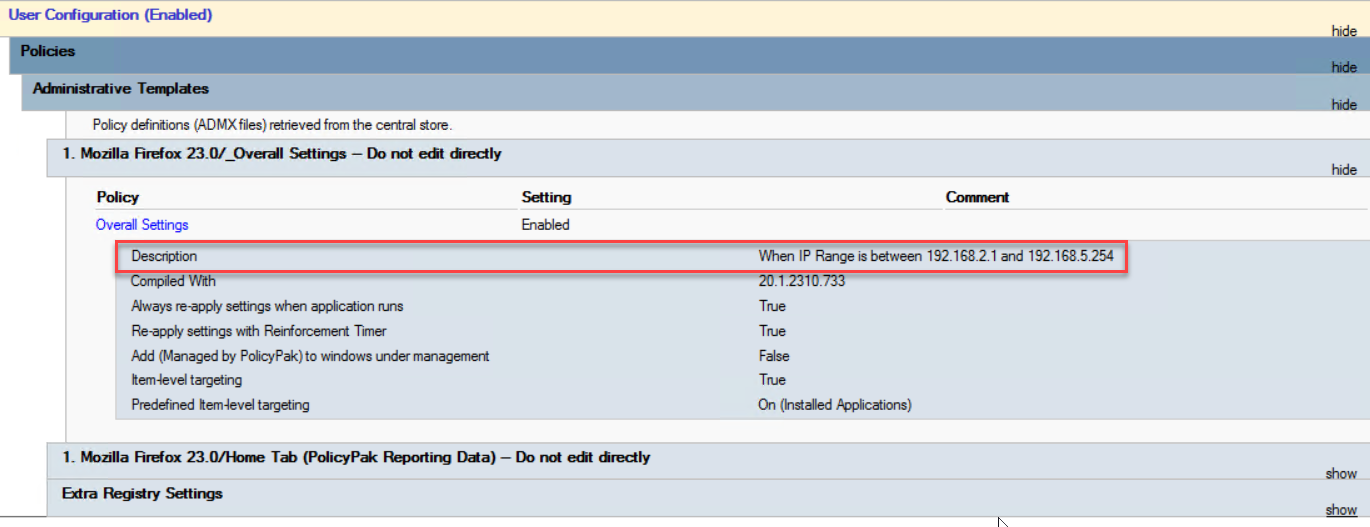 User Configuration (Enabled)
hide
Policies
hide
Administrative Templates
hide
Policy definitions (ADMX files) retrieved from the central store.
1. Mozilla Firefox 23.0/_Overall Settings – Do not edit directly
hide
Policy Setting Comment
Overall Settings Enabled
Description When IP Range is between 192.168.2.1 and 192.168.5.254
Compiled With 20.1.2310.733
Always re-apply settings when application runs True
Re-apply settings with Reinforcement Timer True
Add (Managed by PolicyPak) to windows under management False
Item-level targeting True
Predefined Item-level targeting On (Installed Applications)
1. Mozilla Firefox 23.0/Home Tab (PolicyPak Reporting Data) – Do not edit directly
show
Extra Registry Settings
show